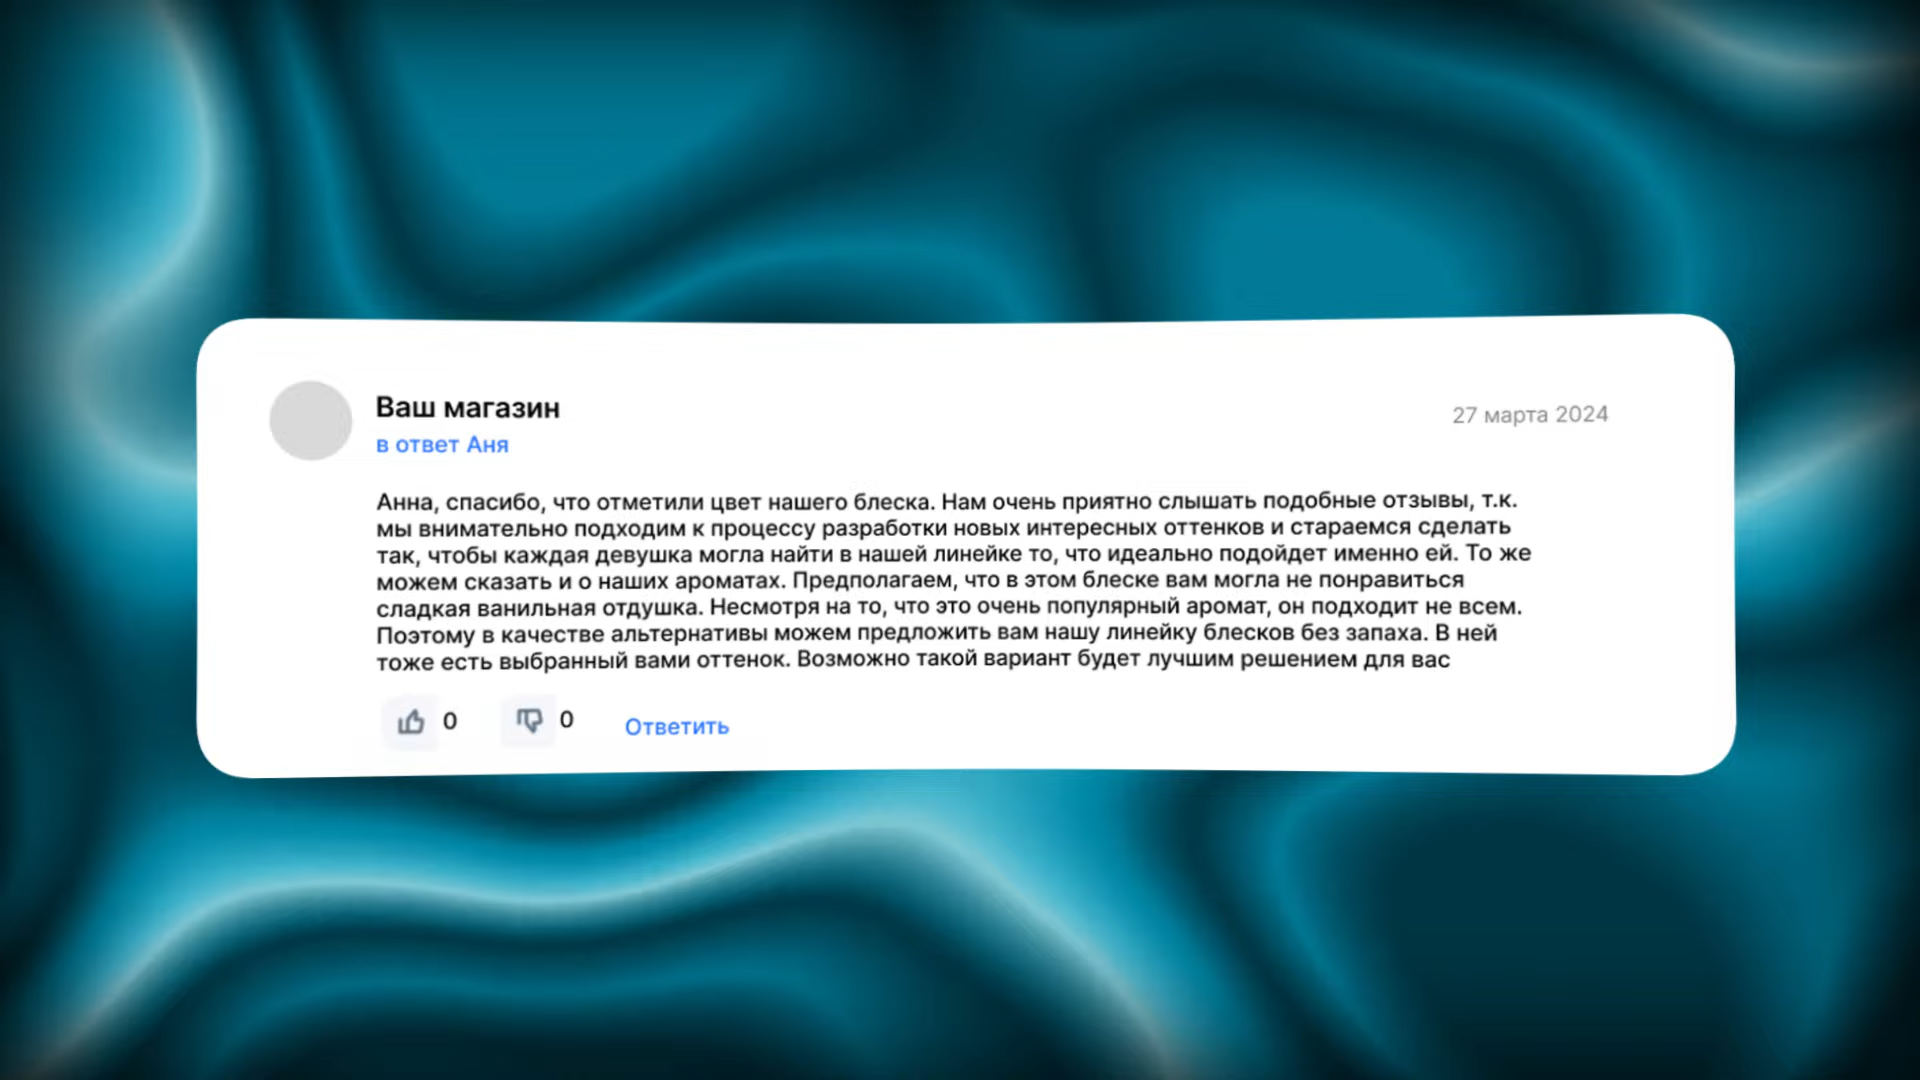 Ваш магазин
27 марта 2024
в ответ Аня
Анна, спасибо, что отметили цвет нашего блеска. Нам очень приятно слышать подобные отзывы, т.к.
мы внимательно подходим к процессу разработки новых интересных оттенков и стараемся сделать
так, чтобы каждая девушка могла найти в нашей линейке то, что идеально подойдет именно ей. То же
можем сказать и о наших ароматах. Предполагаем, что в этом блеске вам могла не понравиться
сладкая ванильная отдушка. Несмотря на то, что это очень популярный аромат, он подходит не всем.
Поэтому в качестве альтернативы можем предложить вам нашу линейку блесков без запаха. В ней
тоже есть выбранный вами оттенок. Возможно такой вариант будет лучшим решением для вас
0 0 Ответить